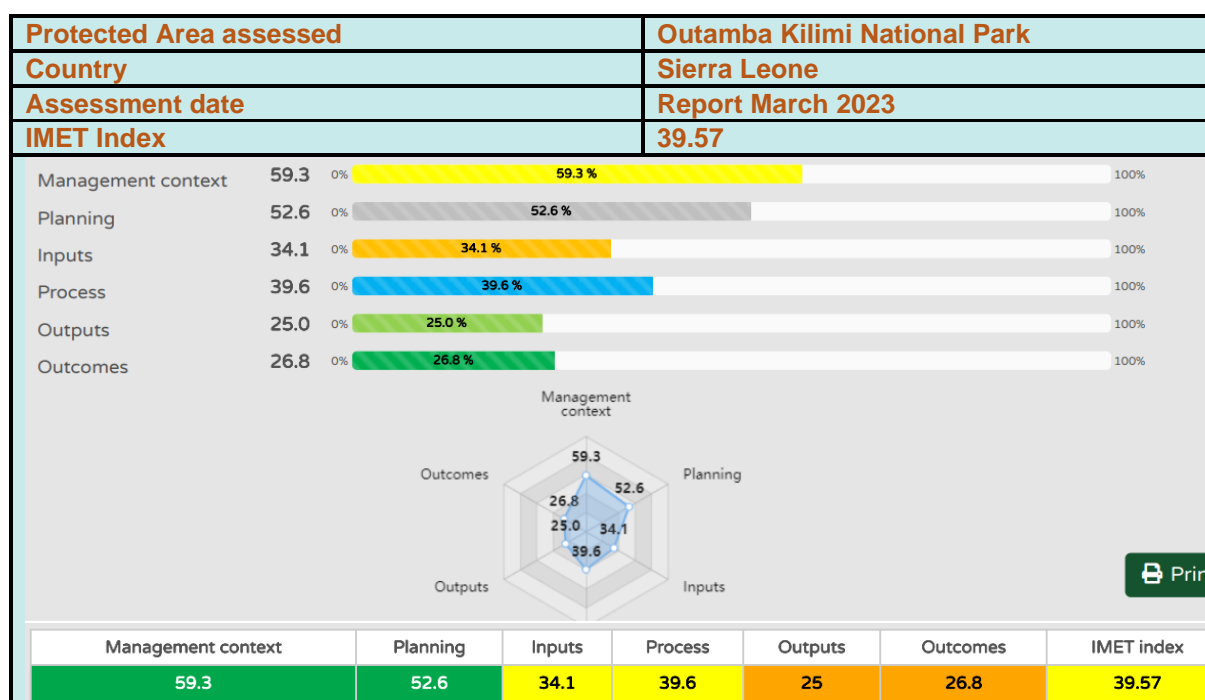 Protected Area assessed Outamba Kilimi National Park
Country Sierra Leone
Assessment date Report March 2023
IMET Index 39.57
Management context 59.3 0% 59.3 % 100%
Planning 52.6 0% 52.6 % 100%
Inputs 34.1 0% 34.1 % 100%
Process 39.6 0% 39.6 % 100%
Outputs 25.0 0% 25.0 % 100%
Outcomes 26.8 0% 26.8 % 100%
Management
context
59.3
Outcomes Planning
52.6
26.8
25.0 34.1
39.6
Outputs Inputs
Prin
Management context Planning Inputs Process Outputs Outcomes IMET index
59.3 52.6 34.1 39.6 25 26.8 39.57